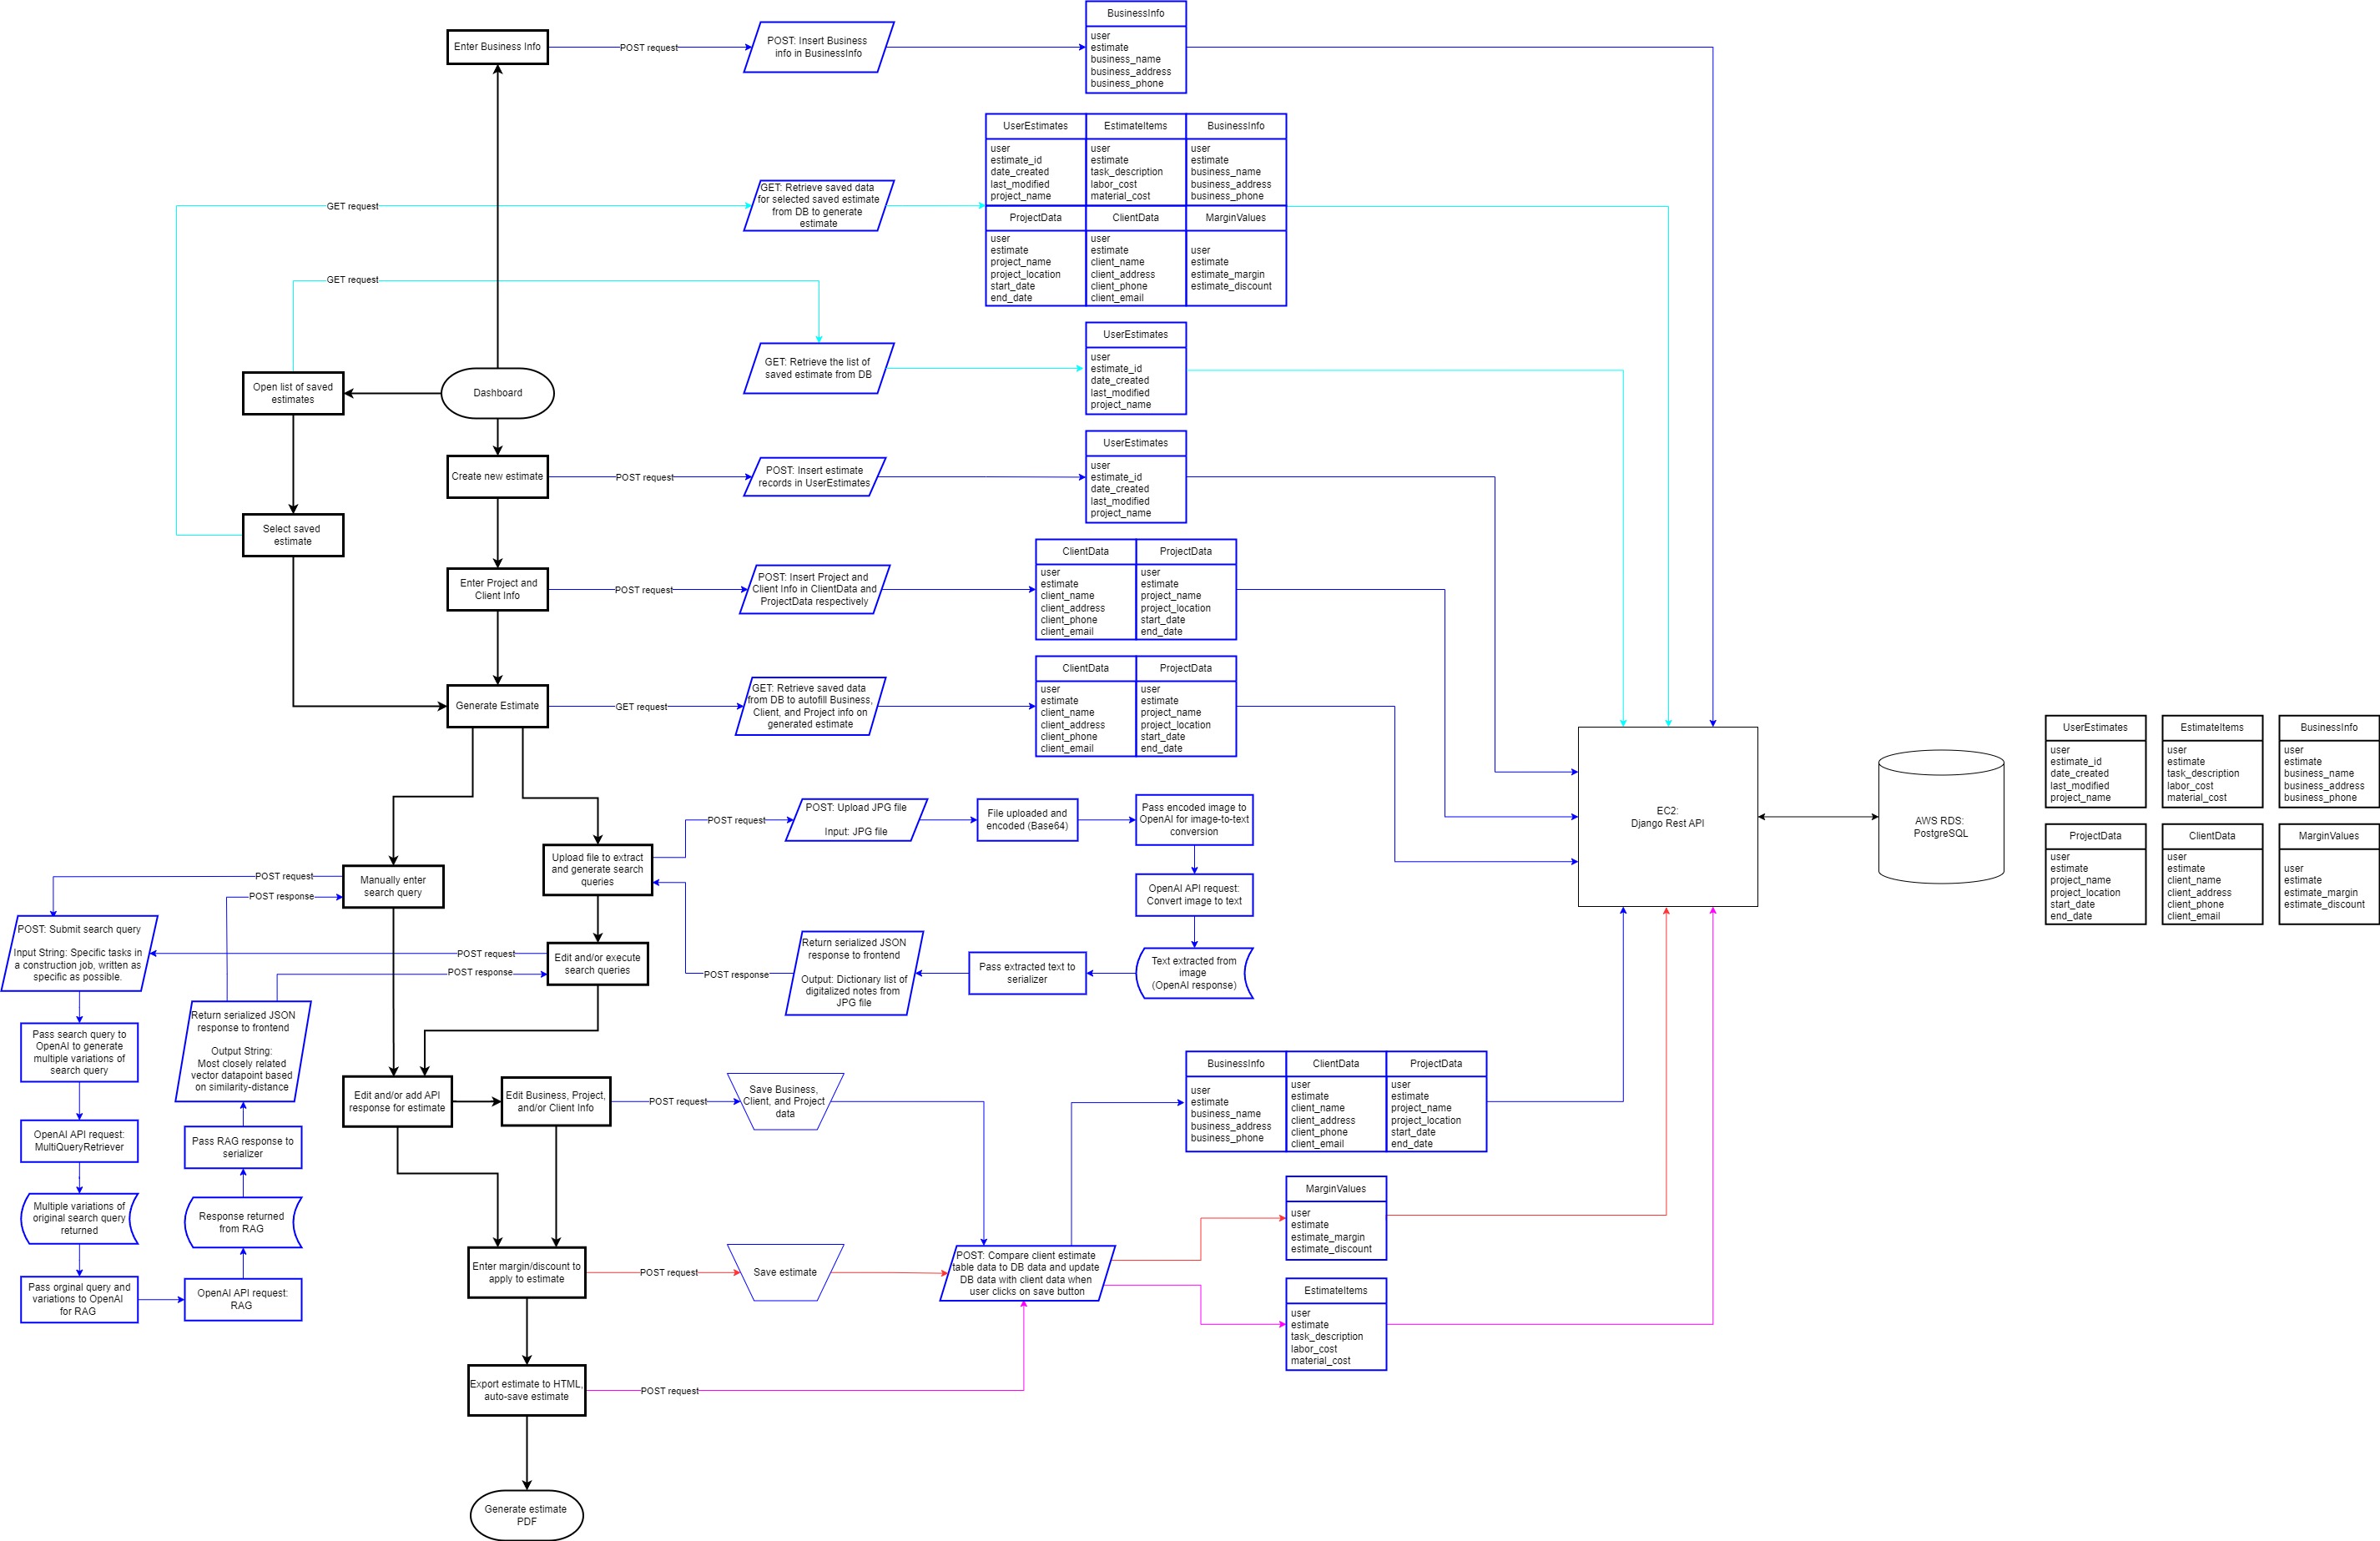 Enter Business Info
POST request
POST: Insert Business
info in BusinessInfo
BusinessInfo
user
estimate
business_name
business_address
business_phone
UserEstimates
user
estimate_id
date_created
last_modified
project_name
EstimateItems
user
estimate
task_description
labor_cost
material_cost
BusinessInfo
user
estimate
business_name
business_address
business_phone
ProjectData
user
estimate
project_name
project_location
start_date
end_date
ClientData
user
estimate
client_name
client_address
client_phone
client_email
MarginValues
user
estimate
estimate_margin
estimate_discount
GET request
GET: Retrieve saved data
for selected saved estimate
from DB to generate
estimate
GET request
GET: Retrieve the list of
saved estimate from DB
UserEstimates
user
estimate_id
date_created
last_modified
project_name
Open list of saved
estimates
Dashboard
Create new estimate
POST request
POST: Insert estimate
records in UserEstimates
UserEstimates
user
estimate_id
date_created
last_modified
project_name
Select saved
estimate
Enter Project and
Client Info
POST request
POST: Insert Project and
Client Info in ClientData and
ProjectData respectively
ClientData
user
estimate
client_name
client_address
client_phone
client_email
ProjectData
user
estimate
project_name
project_location
start_date
end_date
Generate Estimate
GET request
GET: Retrieve saved data
from DB to autofill Business,
Client, and Project info on
generated estimate
ClientData
user
estimate
client_name
client_address
client_phone
client_email
ProjectData
user
estimate
project_name
project_location
start_date
end_date
EC2:
Django Rest API
AWS RDS:
PostgreSQL
UserEstimates
user
estimate_id
date_created
last_modified
project_name
EstimateItems
user
estimate
task_description
labor_cost
material_cost
BusinessInfo
user
estimate
business_name
business_address
business_phone
ProjectData
user
estimate
project_name
project_location
start_date
end_date
ClientData
user
estimate
client_name
client_address
client_phone
client_email
MarginValues
user
estimate
estimate_margin
estimate_discount
POST request
POST: Upload JPG file
Input: JPG file
File uploaded and
encoded (Base64)
Pass encoded image to
OpenAI for image-to-text
conversion
Upload file to extract
and generate search
queries
OpenAI API request:
Convert image to text
Manually enter
search query
POST request
POST response
POST: Submit search query
Input String: Specific tasks in
a construction job, written as
specific as possible.
POST request
POST response
Edit and/or execute
search queries
POST response
Return serialized JSON
response to frontend
Output: Dictionary list of
digitalized notes from
JPG file
Pass extracted text to
serializer
Text extracted from
image
(OpenAI response)
Return serialized JSON
response to frontend
Output String:
Most closely related
vector datapoint based
on similarity-distance
Pass search query to
OpenAI to generate
multiple variations of
search query
OpenAI API request:
MultiQueryRetriever
Multiple variations of
original search query
returned
Pass orginal query and
variations to OpenAI
for RAG
OpenAI API request:
RAG
Response returned
from RAG
Pass RAG response to
serializer
Edit and/or add API
response for estimate
Edit Business, Project,
and/or Client Info
POST request
Save Business,
Client, and Project
data
BusinessInfo
user
estimate
business_name
business_address
business_phone
ClientData
user
estimate
client_name
client_address
client_phone
client_email
ProjectData
user
estimate
project_name
project_location
start_date
end_date
MarginValues
user
estimate
estimate_margin
estimate_discount
Enter margin/discount to
apply to estimate
POST request
Save estimate
POST: Compare client estimate
table data to DB data and update
DB data with client data when
user clicks on save button
EstimateItems
user
estimate
task_description
labor_cost
material_cost
Export estimate to HTML,
auto-save estimate
POST request
Generate estimate
PDF